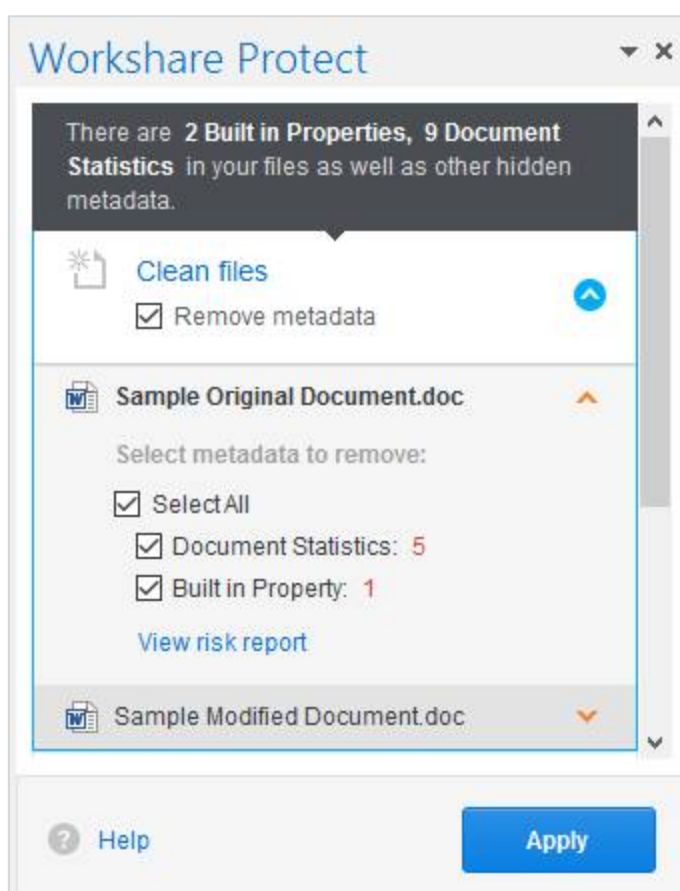 Workshare Protect
There are 2 Built in Properties, 9 Document
Statistics in your files as well as other hidden
metadata.
Clean files
Remove metadata
Sample Original Document.doc
Select metadata to remove:
Select All
Document Statistics: 5
Built in Property: 1
View risk report
Sample Modified Document.doc
Help
Apply